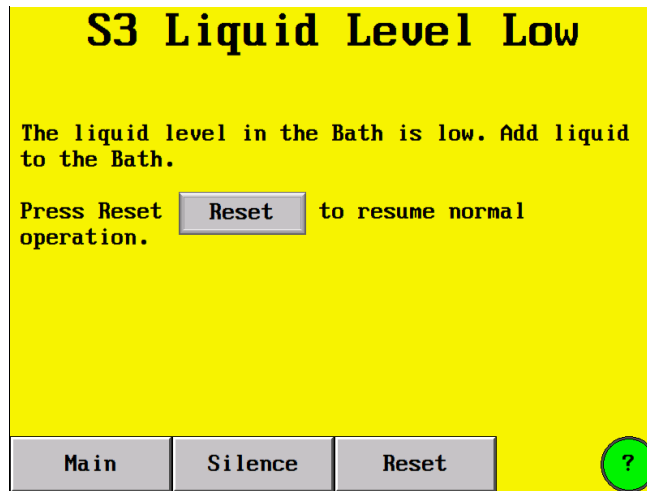 S3 Liquid Level Low
The liquid level in the Bath is low. Add liquid
to the Bath.
Press Reset Reset to resume normal
operation.
Main Silence Reset ?